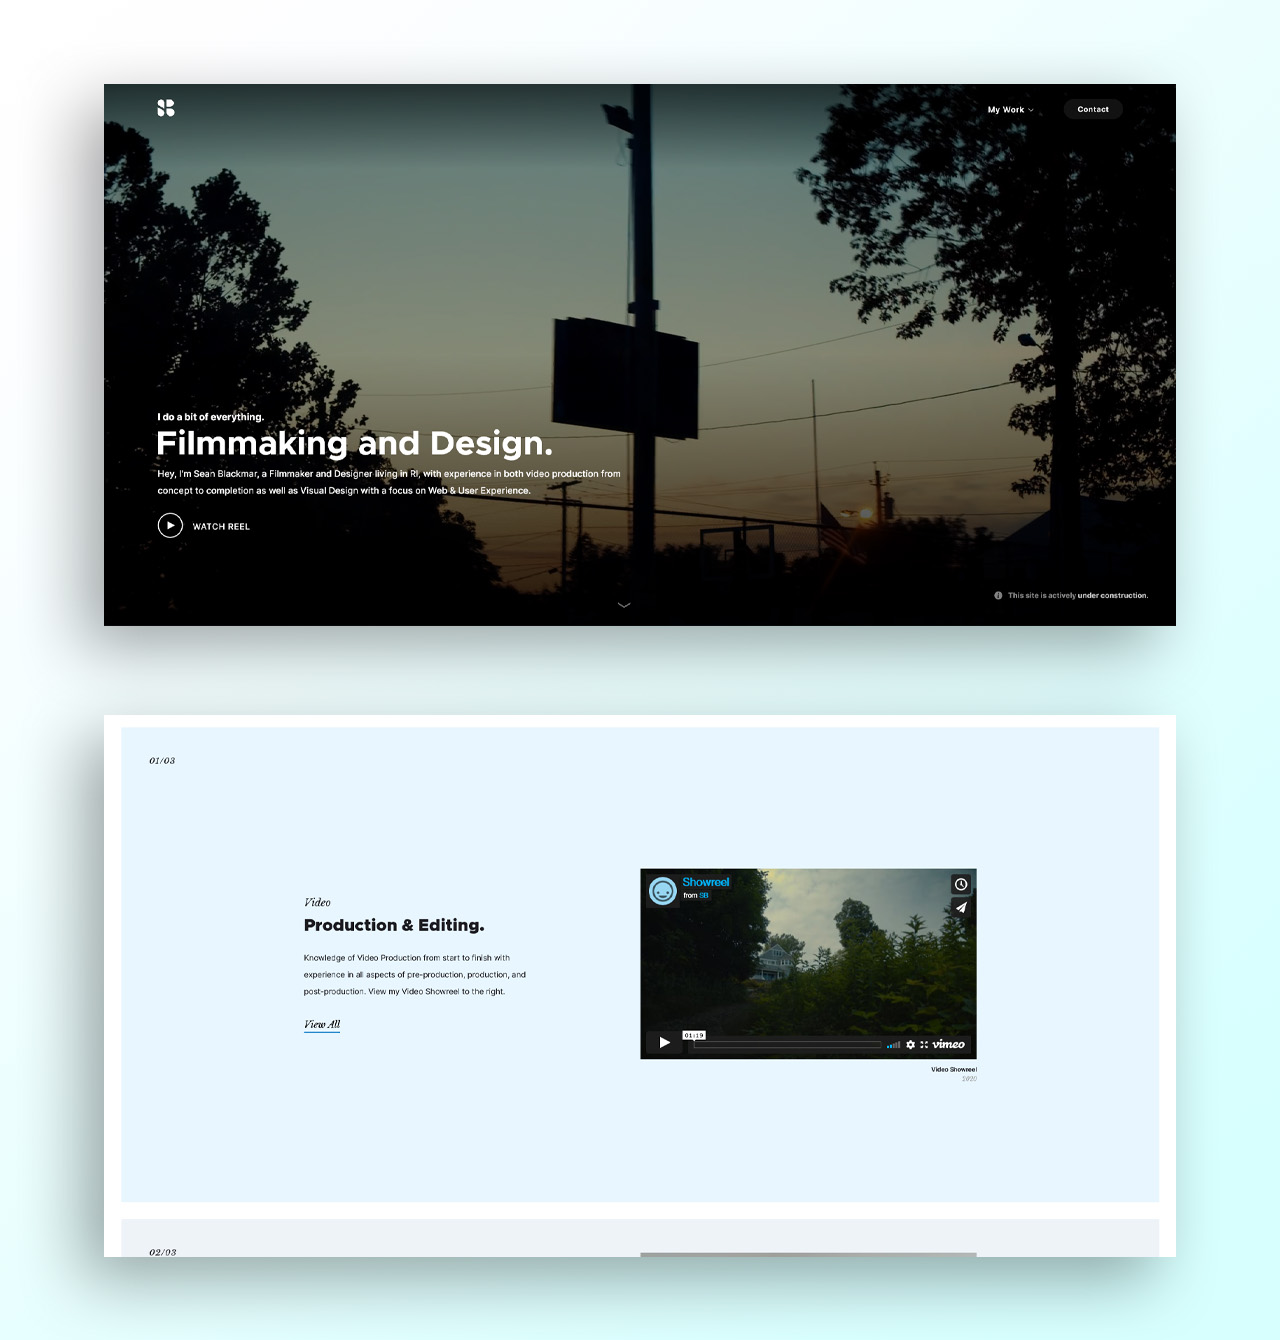 My Work
Contact
I do a bit of everything.
Filmmaking and Design.
Hey, I'm Sean Blackmar, a Filmmaker and Designer living in RI, with experience in both video production from
concept to completion as well as Visual Design with a focus on Web & User Experience.
WATCH REEL
This site is actively under construction.
01/03
Video
Production & Editing.
Knowledge of Video Production from start to finish with
experience in all aspects of pre-production, production, and
post-production. View my Video Showreel to the right.
View All
Showreel
from SB
01:19
vimeo
Video Showreel
2020
02/03